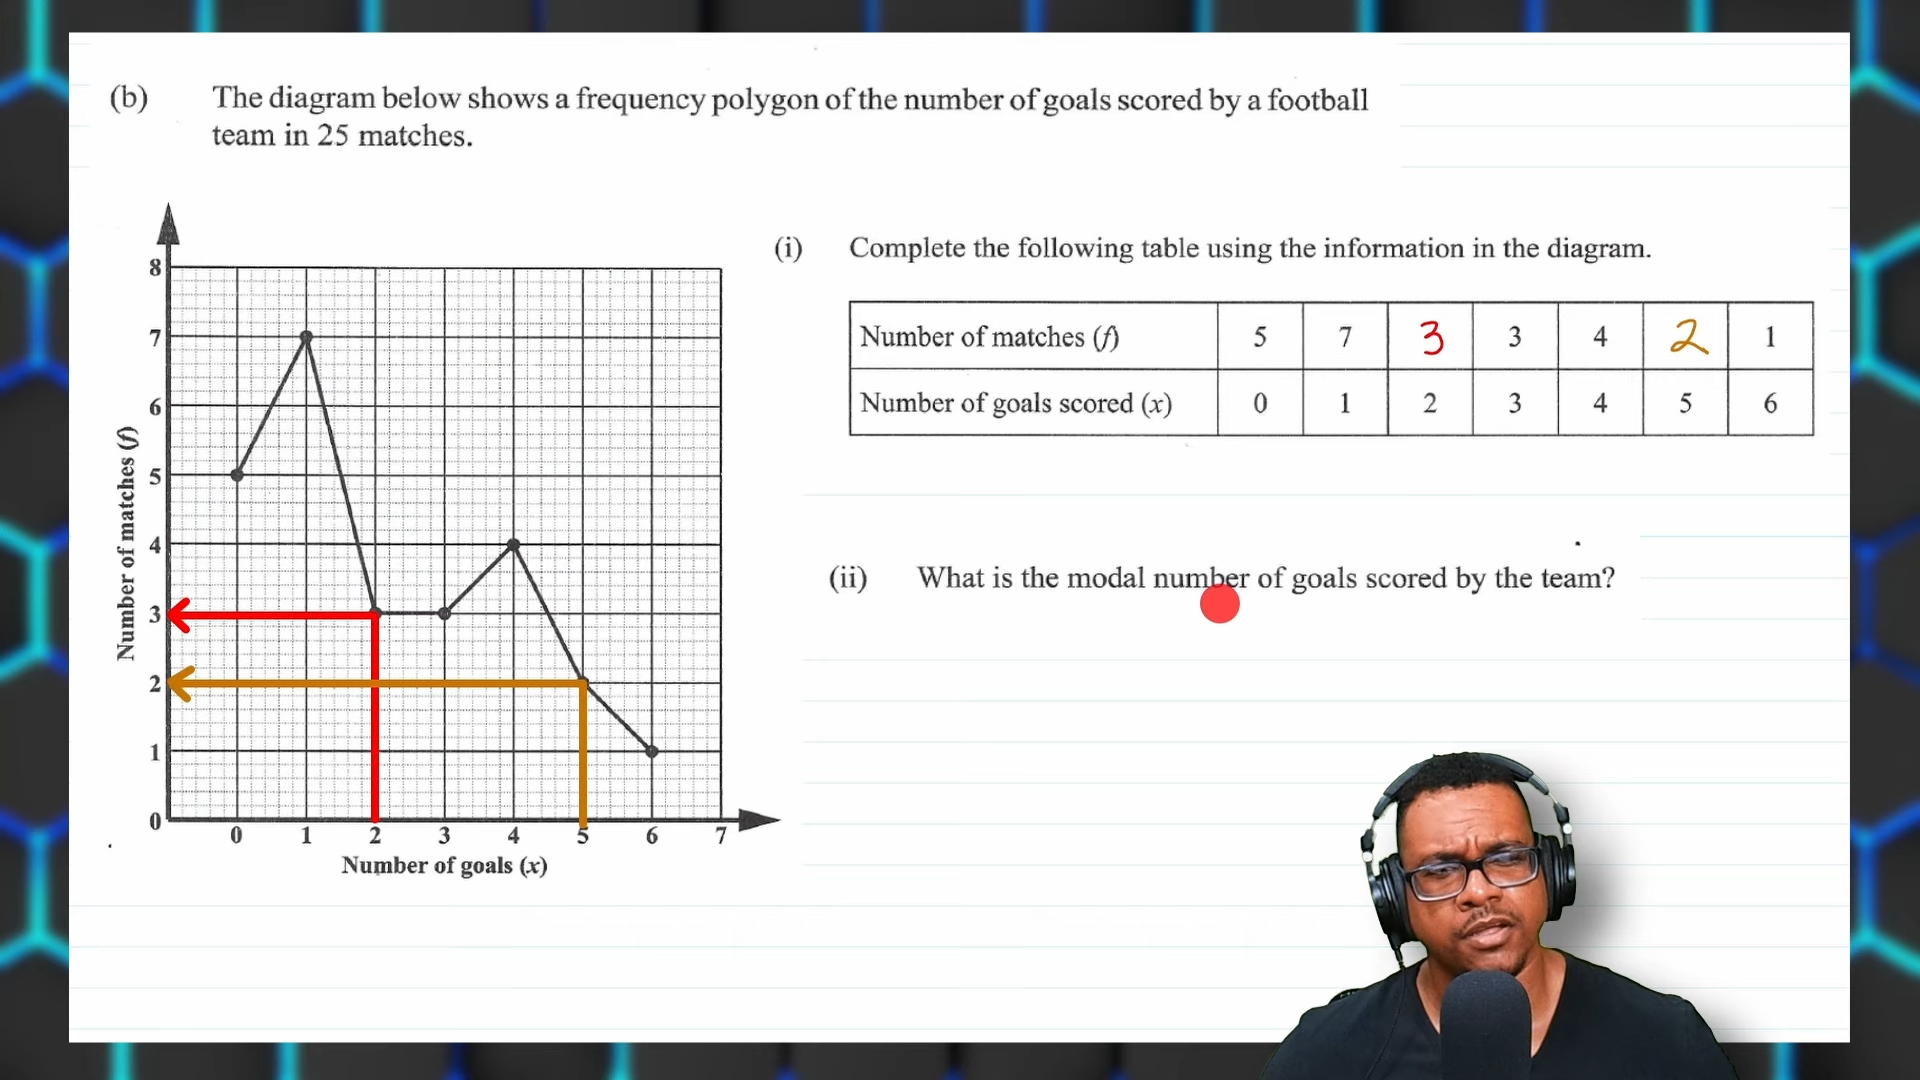 (b) The diagram below shows a frequency polygon of the number of goals scored by a football
team in 25 matches.
8
7
6
5
4
3
2
1
0
Number of matches (f)
0 1 2 3 4 5 6 7
Number of goals (x)
(i) Complete the following table using the information in the diagram.
Number of matches (f) 5 7 3 3 4 2 1
Number of goals scored (x) 0 1 2 3 4 5 6
(ii) What is the modal number of goals scored by the team?